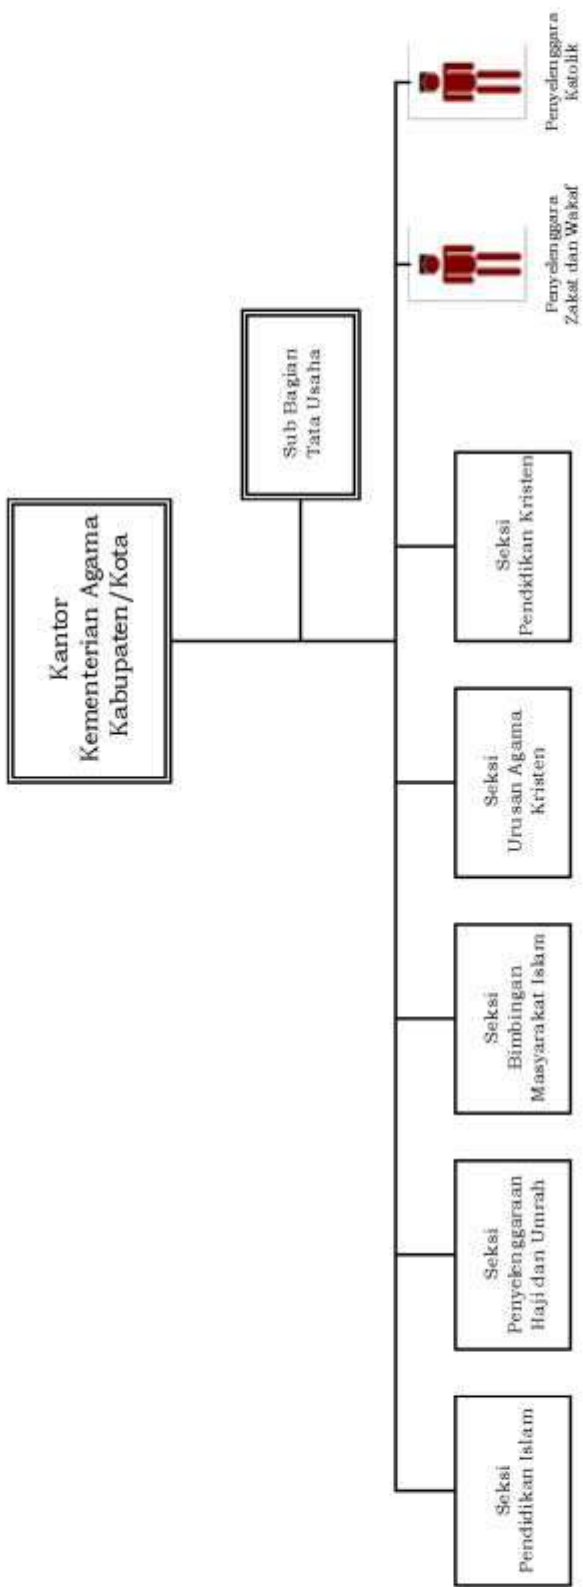 Kantor
Kementerian Agama
Kabupaten/Kota
Sub Bagian
Tata Usaha
Seksi
Pendidikan Islam
Seksi
Penyelenggaraan
Haji dan Umrah
Seksi
Bimbingan
Masyarakat Islam
Seksi
Urusan Agama
Kristen
Seksi
Pendidikan Kristen
Penyelenggara
Zakat dan Wakaf
Penyelenggara
Katolik